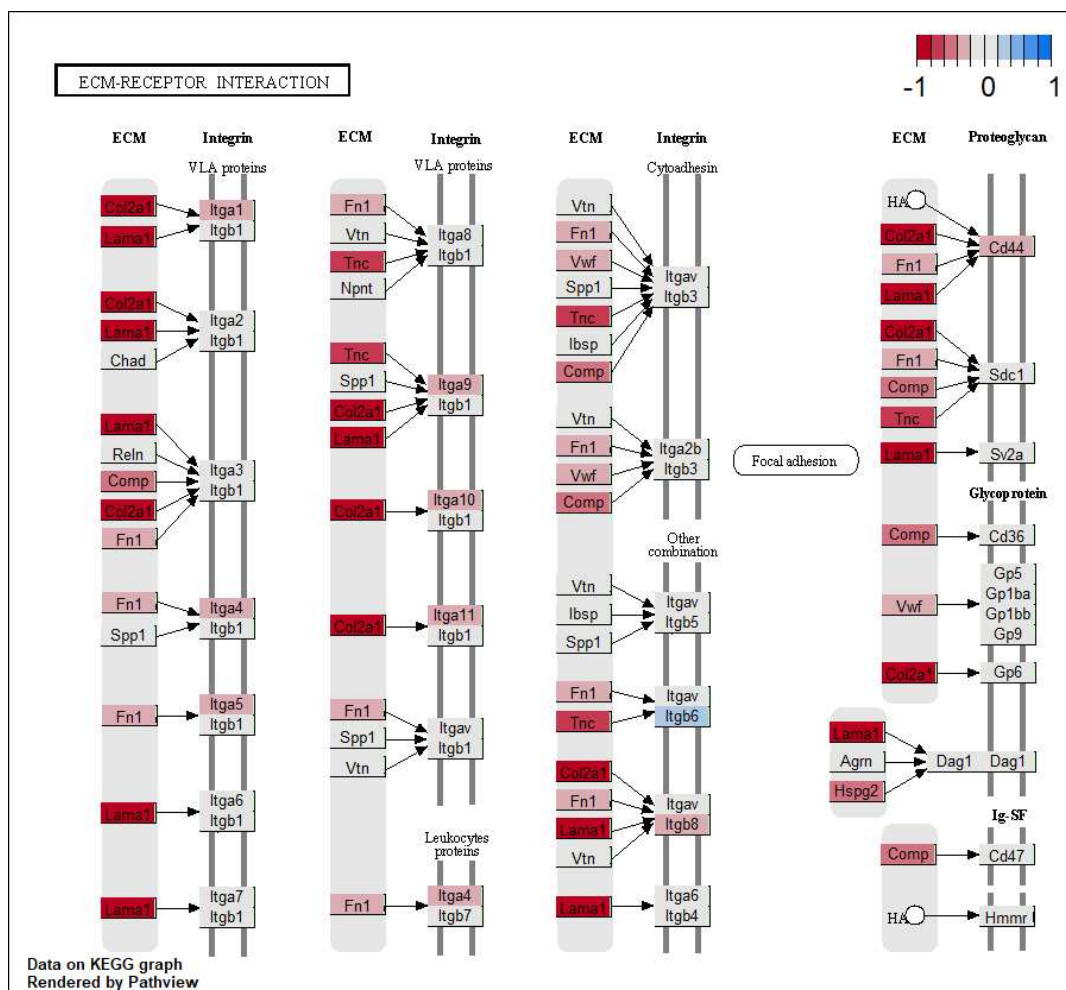 -1 0 1
ECM-RECEPTOR INTERACTION
ECM Integrin
VLA proteins
Col2a1
Lama1
Itga1
Itgb1
Col2a1
Lama1
Chad
Itga2
Itgb1
Lama1
Reln
Comp
Col2a1
Fn1
Itga3
Itgb1
Fn1
Spp1
Itga4
Itgb1
Fn1
Itga5
Itgb1
Lama1
Itga6
Itgb1
Lama1
Itga7
Itgb1
ECM Integrin
VLA proteins
Fn1
Vtn
Tnc
Npnt
Itga8
Itgb1
Tnc
Spp1
Col2a1
Lama1
Itga9
Itgb1
Col2a1
Itga10
Itgb1
Col2a1
Itga11
Itgb1
Fn1
Spp1
Vtn
Itgav
Itgb1
Leukocytes
proteins
Fn1
Itga4
Itgb7
ECM Integrin
Cytoadhesin
Vtn
Fn1
Vwf
Spp1
Tnc
Ibsp
Comp
Itgav
Itgb3
Vtn
Fn1
Vwf
Comp
Itga2b
Itgb3
Other
combination
Vtn
Ibsp
Spp1
Itgav
Itgb5
Fn1
Tnc
Itgav
Itgb6
Col2a1
Fn1
Lama1
Vtn
Itgav
Itgb8
Lama1
Itga6
Itgb4
Focal adhesion
ECM Proteoglycan
HA
Col2a1
Fn1
Lama1
Cd44
Col2a1
Fn1
Comp
Tnc
Sdc1
Lama1
Sv2a
Glycoprotein
Comp
Cd36
Vwf
Gp5
Gp1ba
Gp1bb
Gp9
Col2a1
Gp6
Lama1
Agrn
Hspg2
Dag1 Dag1
Ig-SF
Comp
Cd47
HA
Hmmr
Data on KEGG graph
Rendered by Pathview